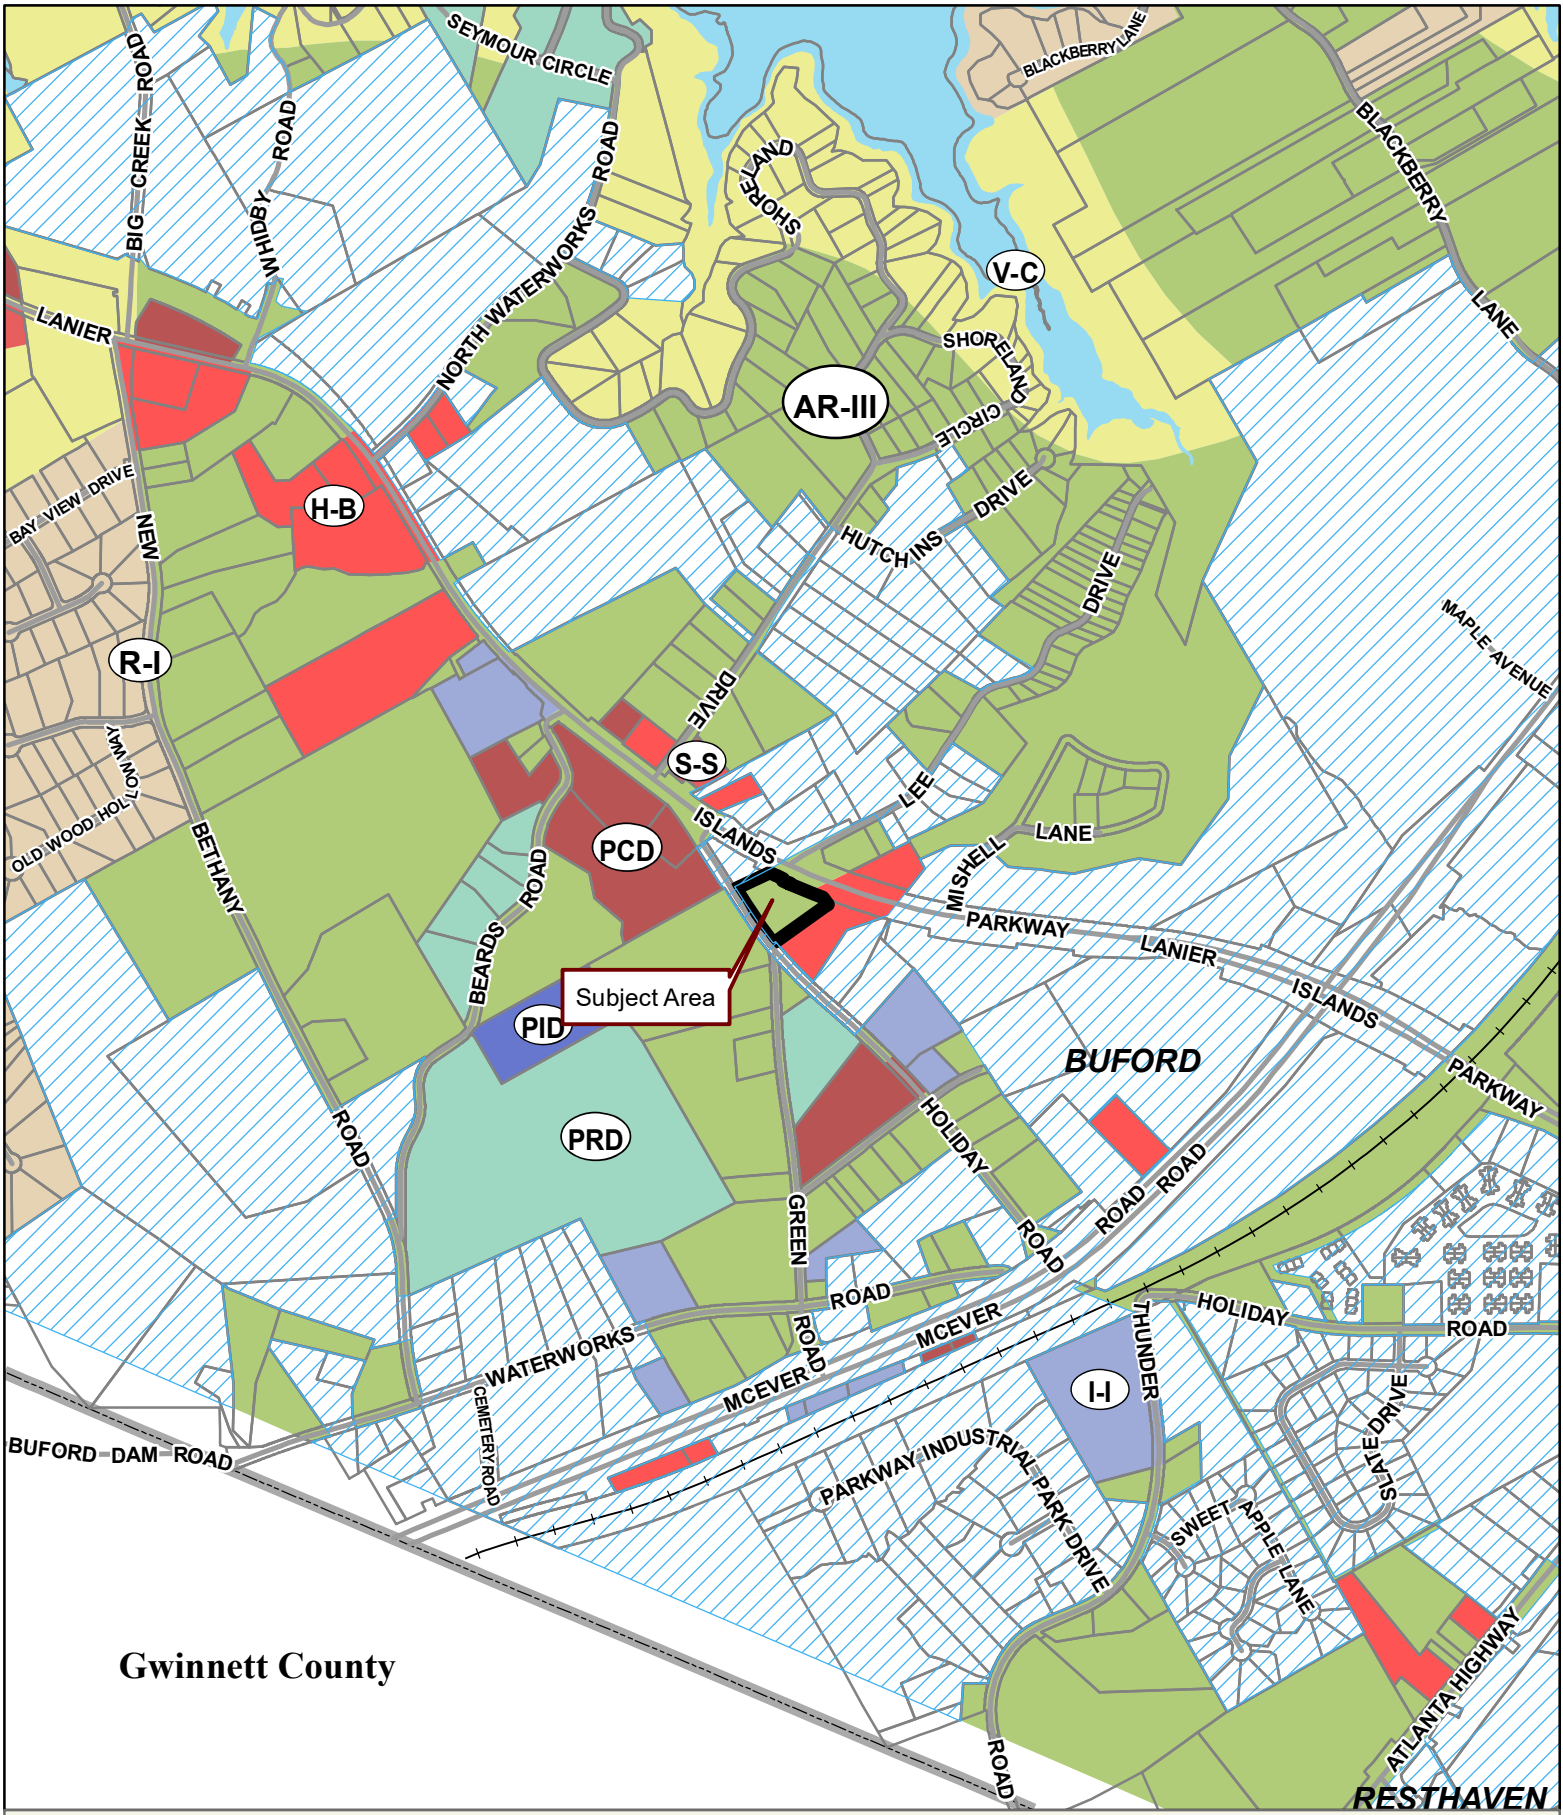 SEYMOUR CIRCLE
BLACKBERRY LANE
BIG CREEK ROAD
WHIDBY ROAD
NORTH WATERWORKS ROAD
SHORELAND
BLACKBERRY
LANE
V-C
LANIER
SHORELAND
CIRCLE
AR-III
BAY VIEW DRIVE
NEW
H-B
DRIVE
HUTCHINS
DRIVE
MAPLE AVENUE
R-I
DRIVE
OLD WOOD HOLLOW WAY
S-S
LEE
ISLANDS
PCD
LANE
MISHELL
BETHANY
ROAD
BEARDS
PARKWAY
LANIER
ISLANDS
Subject Area
PID
BUFORD
PARKWAY
PRD
HOLIDAY
ROAD
GREEN
ROAD
ROAD
ROAD
ROAD
WATERWORKS
ROAD
MCEVER
MCEVER
THUNDER
HOLIDAY
ROAD
I-I
CEMETERY ROAD
SLATE DRIVE
BUFORD DAM ROAD
PARKWAY INDUSTRIAL PARK DRIVE
SWEET APPLE LANE
Gwinnett County
ATLANTA HIGHWAY
ROAD
RESTHAVEN